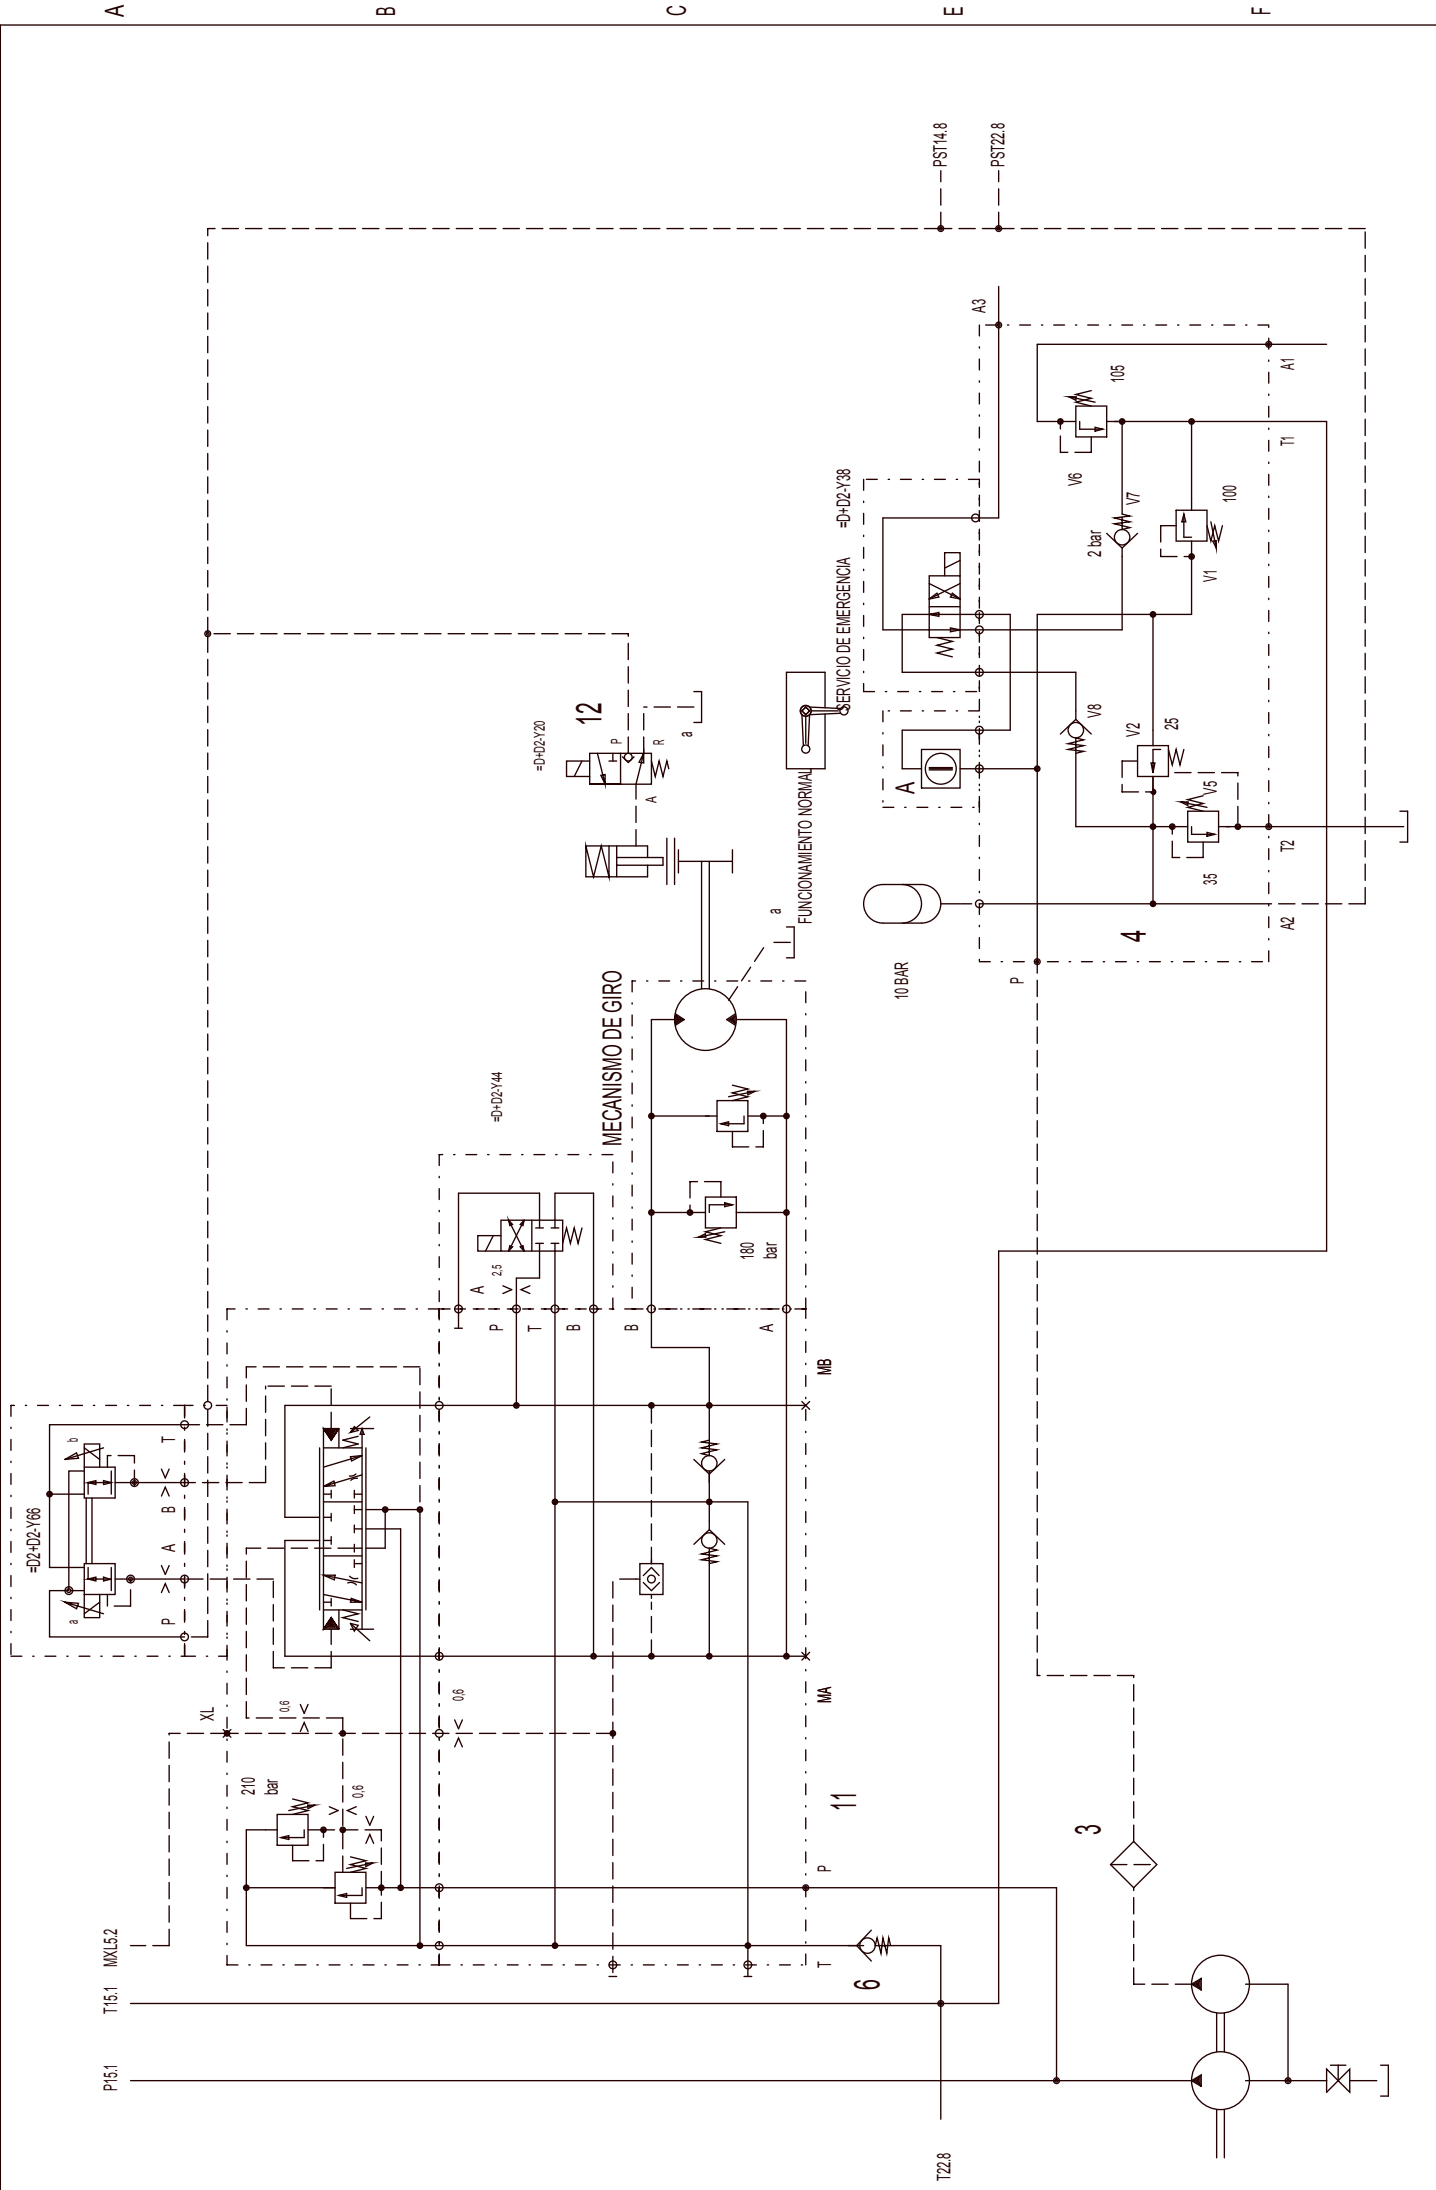 A
B
C
E
F
PST14.8
PST22.8
A3
105
A1
V6
T1
=D+D2-Y38
V7
2 bar
100
V1
SERVICIO DE EMERGENCIA
=D+D2-Y20
12
P
R
a
A
V8
V2
25
A
V5
FUNCIONAMIENTO NORMAL
T2
35
a
A2
4
10 BAR
P
MECANISMO DE GIRO
=D+D2-Y44
180
bar
A
2,5
P
T
B
B
A
MB
=D2+D2-Y66
b
T
B
A
P
a
XL
0,6
0,6
MA
210
bar
0,6
11
3
P
MXL5.2
T
T15.1
6
P15.1
T22.8